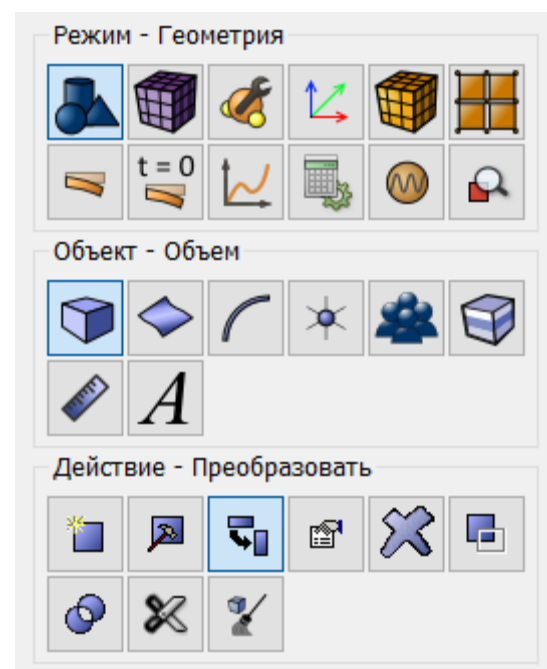 Режим - Геометрия
t = 0
Объект - Объем
A
Действие - Преобразовать